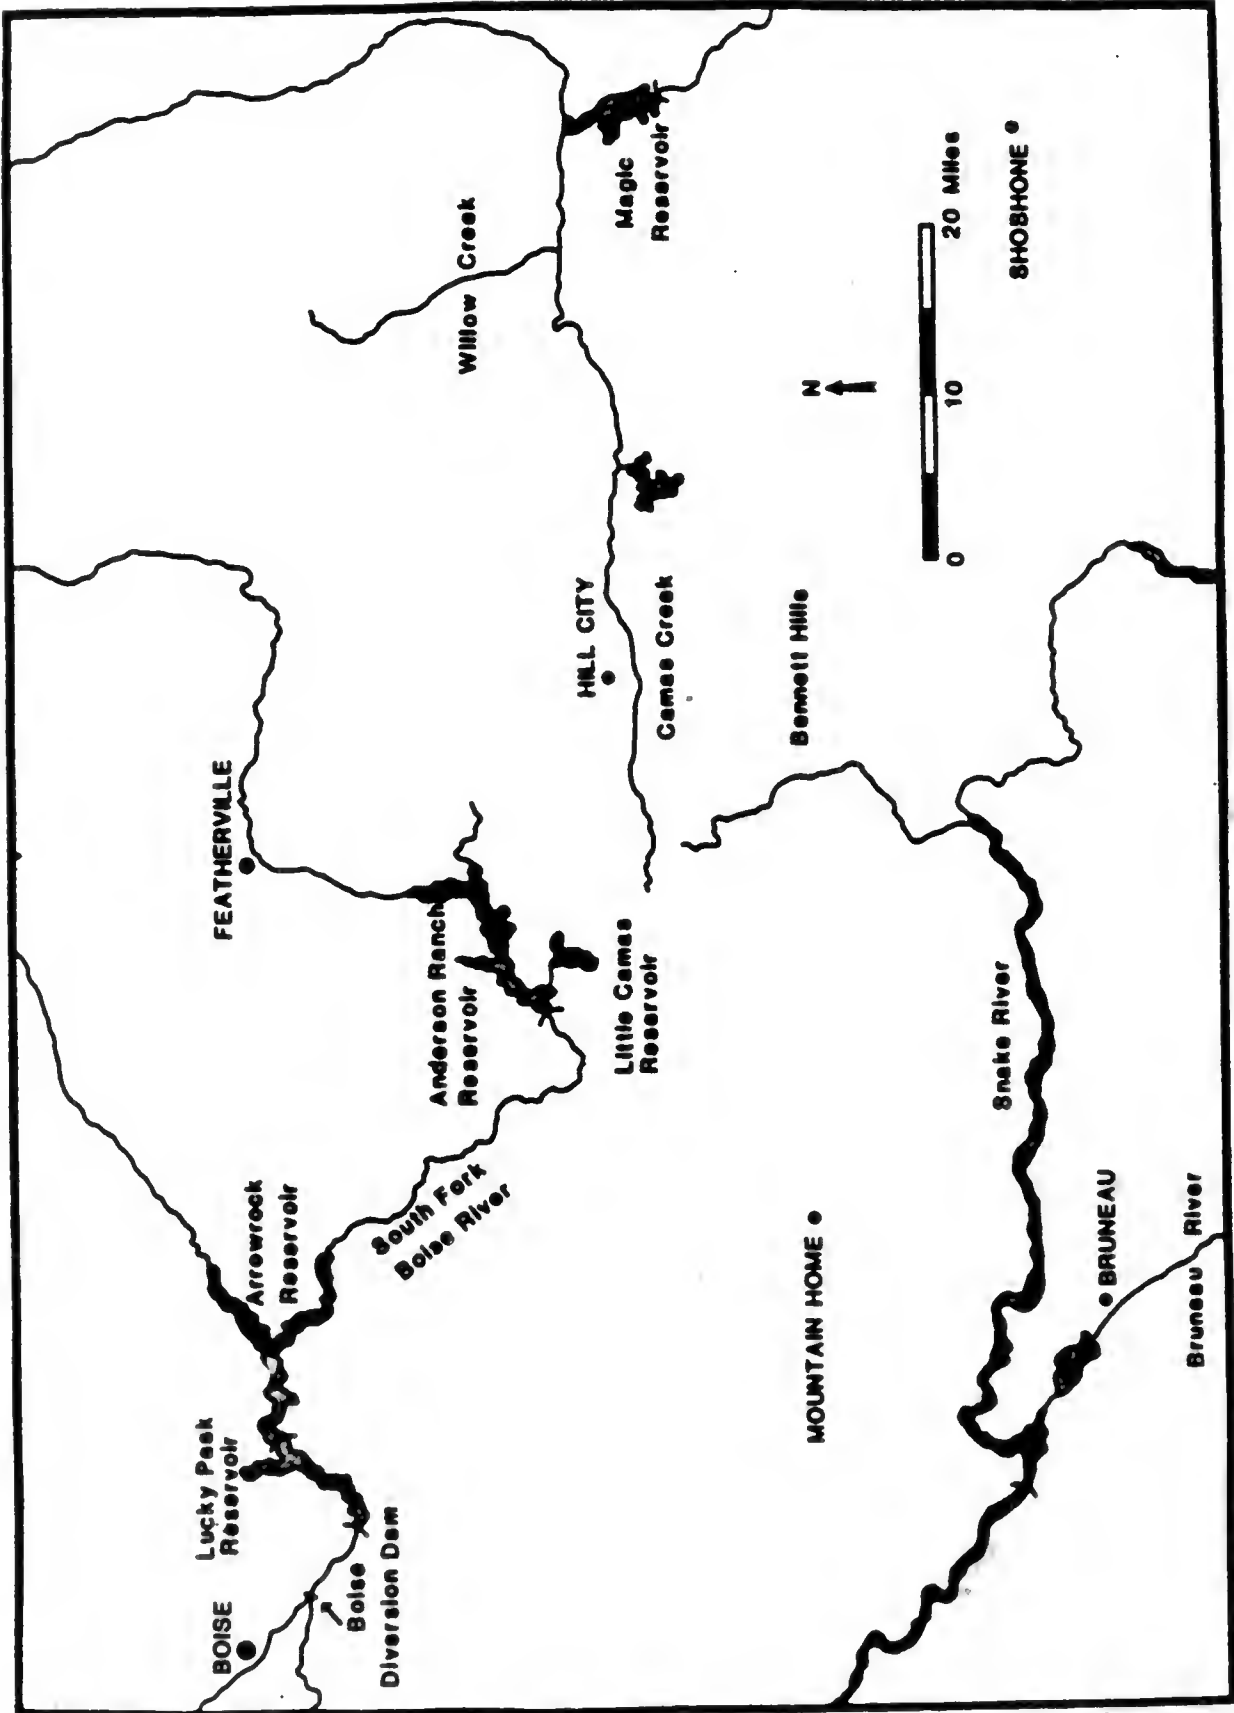 BOISE
Lucky Peak
Reservoir
Boise
Diversion Dam
Arrowrock
Reservoir
South Fork
Boise River
FEATHERVILLE
Anderson Ranch
Reservoir
Little Camas
Reservoir
HILL CITY
Camas Creek
Willow Creek
Magic
Reservoir
Bennett Hills
N
0 10 20 Miles
SHOSHONE
MOUNTAIN HOME
Snake River
BRUNEAU
Bruneau River